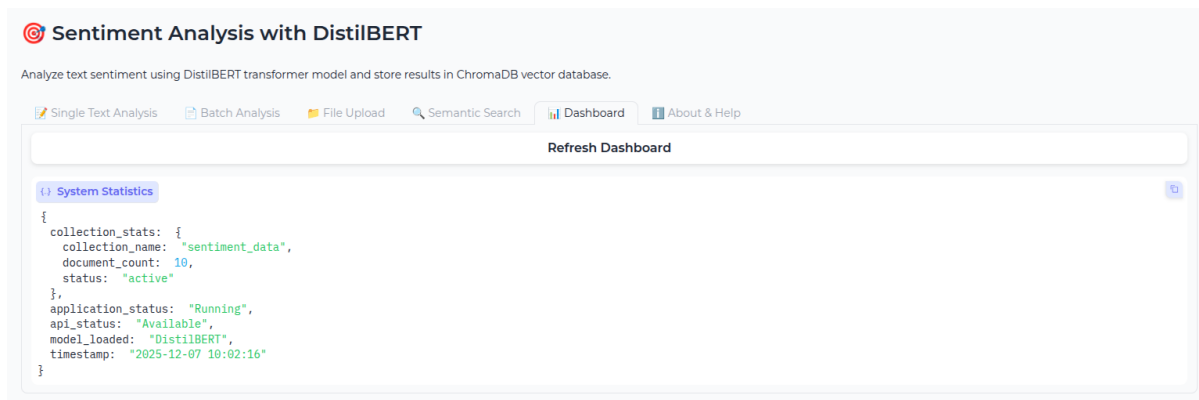 🎯 Sentiment Analysis with DistilBERT
Analyze text sentiment using DistilBERT transformer model and store results in ChromaDB vector database.
📝 Single Text Analysis 📄 Batch Analysis 📁 File Upload 🔍 Semantic Search 📊 Dashboard ℹ️ About & Help
Refresh Dashboard
{.} System Statistics
{
collection_stats: {
collection_name: "sentiment_data",
document_count: 10,
status: "active"
},
application_status: "Running",
api_status: "Available",
model_loaded: "DistilBERT",
timestamp: "2025-12-07 10:02:16"
}